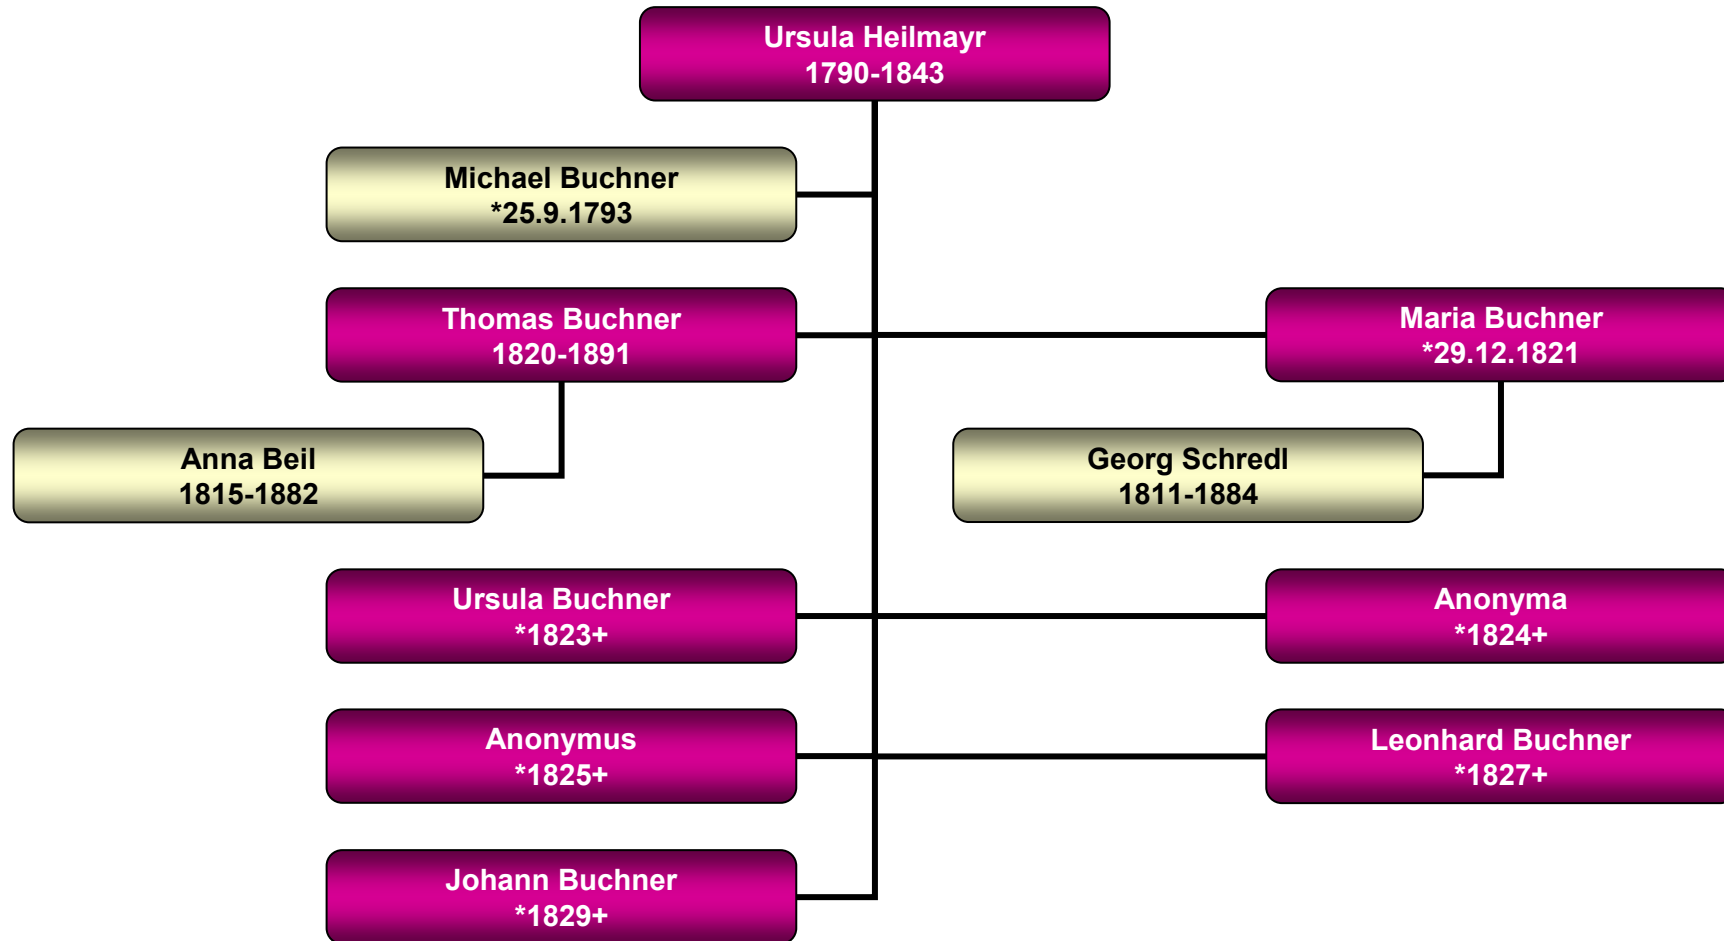 Ursula Heilmayr
1790-1843
Michael Buchner
*25.9.1793
Thomas Buchner
1820-1891
Maria Buchner
*29.12.1821
Anna Beil
1815-1882
Georg Schredl
1811-1884
Ursula Buchner
*1823+
Anonyma
*1824+
Anonymus
*1825+
Leonhard Buchner
*1827+
Johann Buchner
*1829+